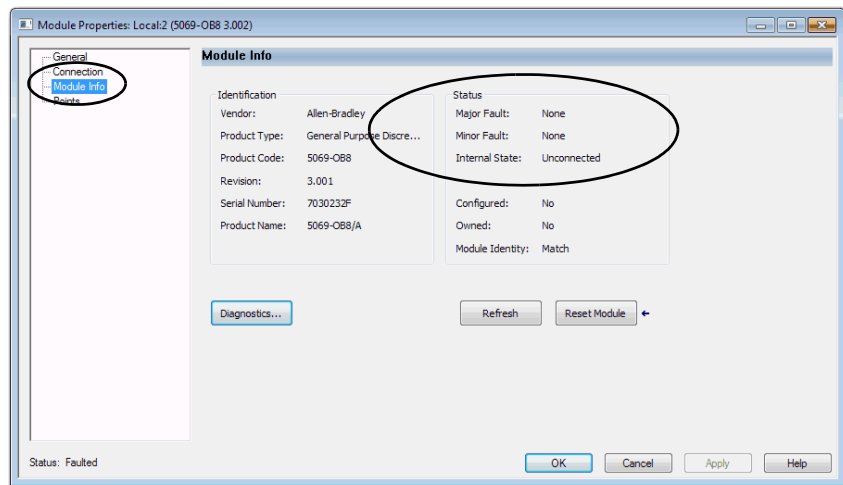 Module Properties: Local:2 (5069-OB8 3.002)
General
Connection
Module Info
Points
Module Info
Identification
Vendor: Allen-Bradley
Product Type: General Purpose Discre...
Product Code: 5069-OB8
Revision: 3.001
Serial Number: 7030232F
Product Name: 5069-OB8/A
Status
Major Fault: None
Minor Fault: None
Internal State: Unconnected
Configured: No
Owned: No
Module Identity: Match
Diagnostics...
Refresh
Reset Module
Status: Faulted
OK
Cancel
Apply
Help